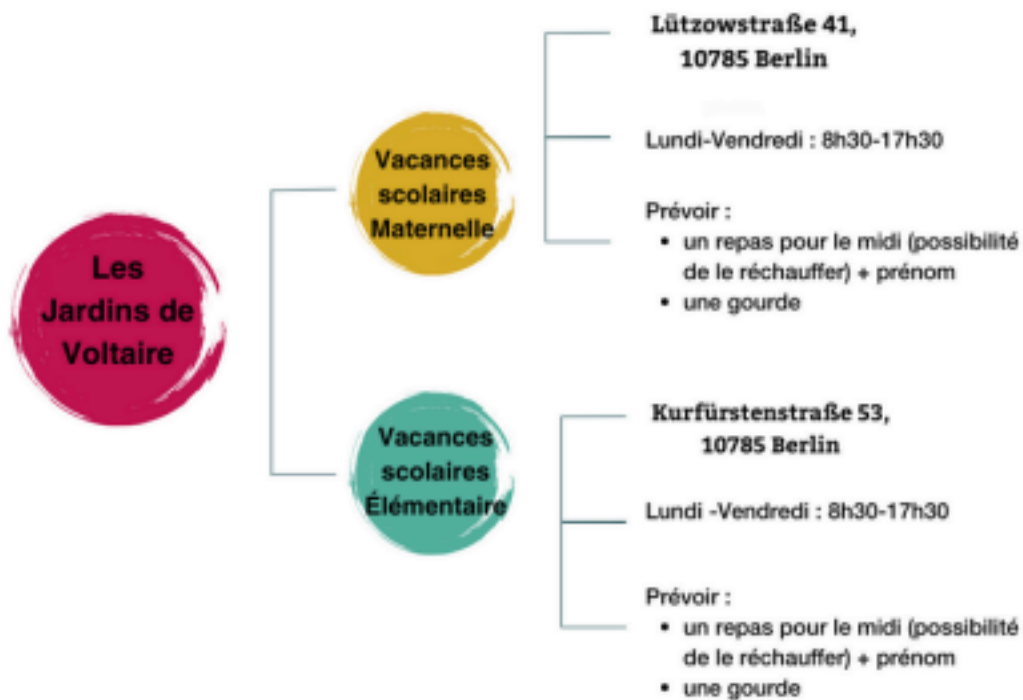 Les
Jardins de
Voltaire
Vacances
scolaires
Maternelle
Lützowstraße 41,
10785 Berlin
Lundi-Vendredi : 8h30-17h30
Prévoir :
• un repas pour le midi (possibilité
de le réchauffer) + prénom
• une gourde
Vacances
scolaires
Élémentaire
Kurfürstenstraße 53,
10785 Berlin
Lundi -Vendredi : 8h30-17h30
Prévoir :
• un repas pour le midi (possibilité
de le réchauffer) + prénom
• une gourde